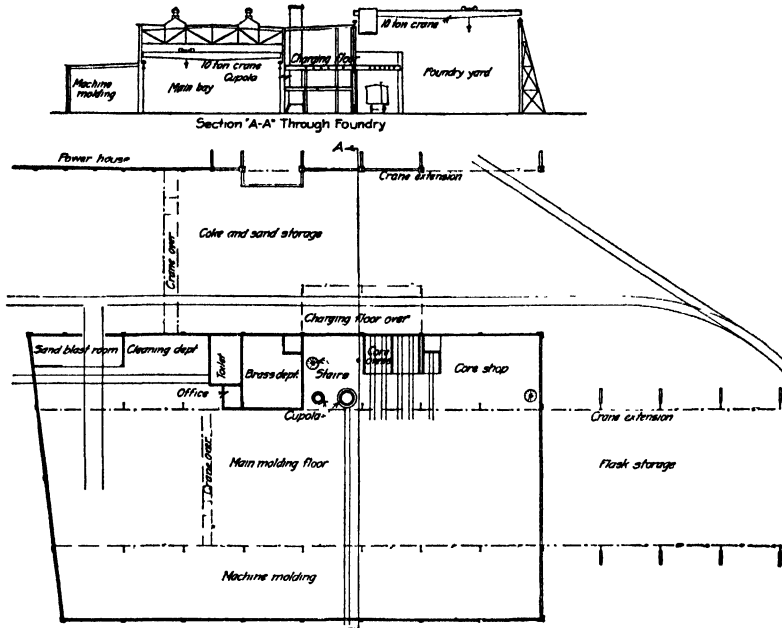 10 ton crane
10 ton crane
Charging floor
Cupola
Machine
molding
Main bay
Foundry yard
Section "A-A" Through Foundry
A
Power house
Crane extension
Coke and sand storage
Crane over
Charging floor over
Sand blast room
Cleaning dept
Toilet
Brass dept.
Stairs
Core
ovens
Core shop
Office
Cupola
Crane extension
Crane over
Main molding floor
Flask storage
Machine molding